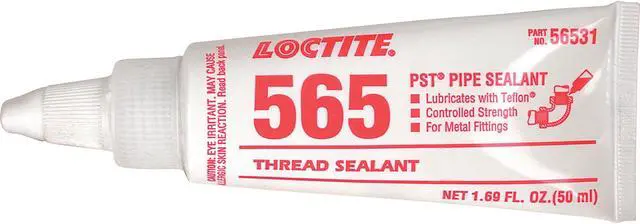 CAUTION: EYE IRRITANT. MAY CAUSE
ALLERGIC SKIN REACTION. Read back panel.
LOCTITE®
565
THREAD SEALANT
PART
NO. 56531
PST® PIPE SEALANT
■ Lubricates with Teflon®
■ Controlled Strength
■ For Metal Fittings
NET 1.69 FL. OZ.(50 ml)